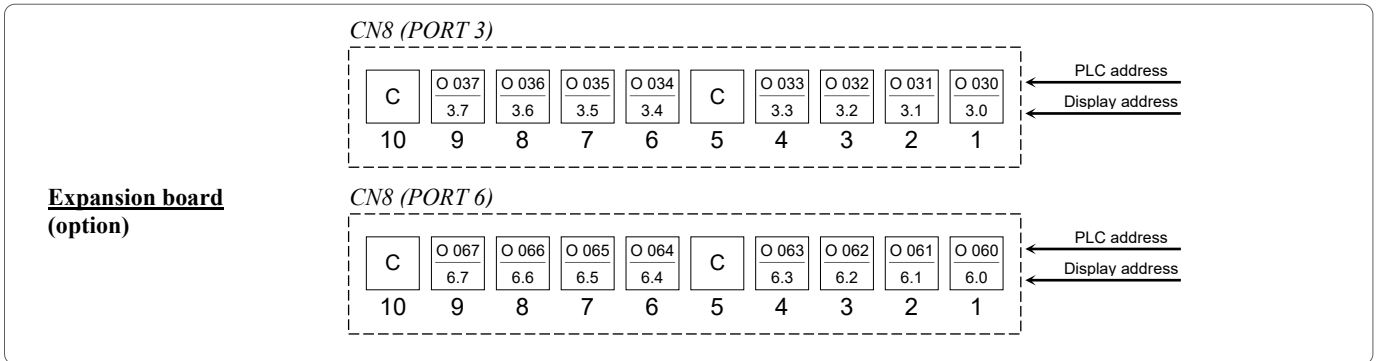 CN8 (PORT 3)
C O 037 O 036 O 035 O 034 C O 033 O 032 O 031 O 030 PLC address
3.7 3.6 3.5 3.4 3.3 3.2 3.1 3.0 Display address
10 9 8 7 6 5 4 3 2 1
Expansion board
(option)
CN8 (PORT 6)
C O 067 O 066 O 065 O 064 C O 063 O 062 O 061 O 060 PLC address
6.7 6.6 6.5 6.4 6.3 6.2 6.1 6.0 Display address
10 9 8 7 6 5 4 3 2 1